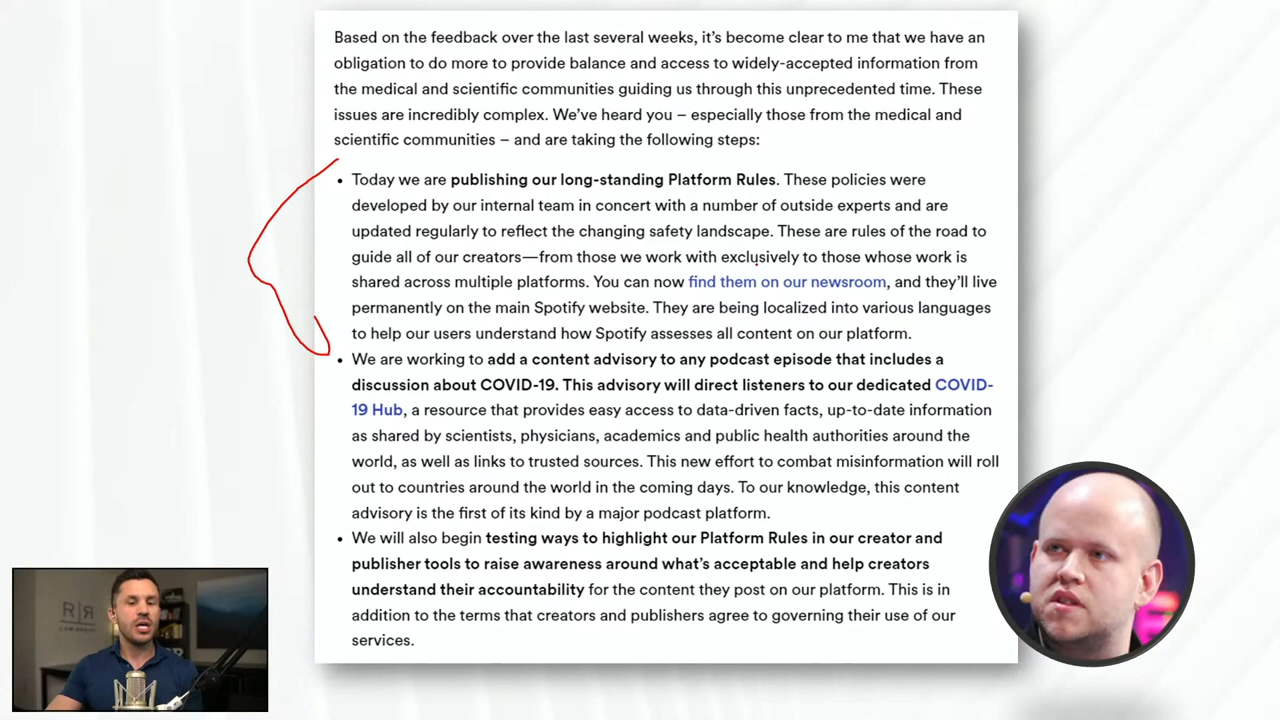 Based on the feedback over the last several weeks, it’s become clear to me that we have an
obligation to do more to provide balance and access to widely-accepted information from
the medical and scientific communities guiding us through this unprecedented time. These
issues are incredibly complex. We’ve heard you – especially those from the medical and
scientific communities – and are taking the following steps:
• Today we are publishing our long-standing Platform Rules. These policies were
developed by our internal team in concert with a number of outside experts and are
updated regularly to reflect the changing safety landscape. These are rules of the road to
guide all of our creators—from those we work with exclusively to those whose work is
shared across multiple platforms. You can now find them on our newsroom, and they’ll live
permanently on the main Spotify website. They are being localized into various languages
to help our users understand how Spotify assesses all content on our platform.
• We are working to add a content advisory to any podcast episode that includes a
discussion about COVID-19. This advisory will direct listeners to our dedicated COVID-
19 Hub, a resource that provides easy access to data-driven facts, up-to-date information
as shared by scientists, physicians, academics and public health authorities around the
world, as well as links to trusted sources. This new effort to combat misinformation will roll
out to countries around the world in the coming days. To our knowledge, this content
advisory is the first of its kind by a major podcast platform.
• We will also begin testing ways to highlight our Platform Rules in our creator and
publisher tools to raise awareness around what’s acceptable and help creators
understand their accountability for the content they post on our platform. This is in
addition to the terms that creators and publishers agree to governing their use of our
services.
R|R
LAW GROUP